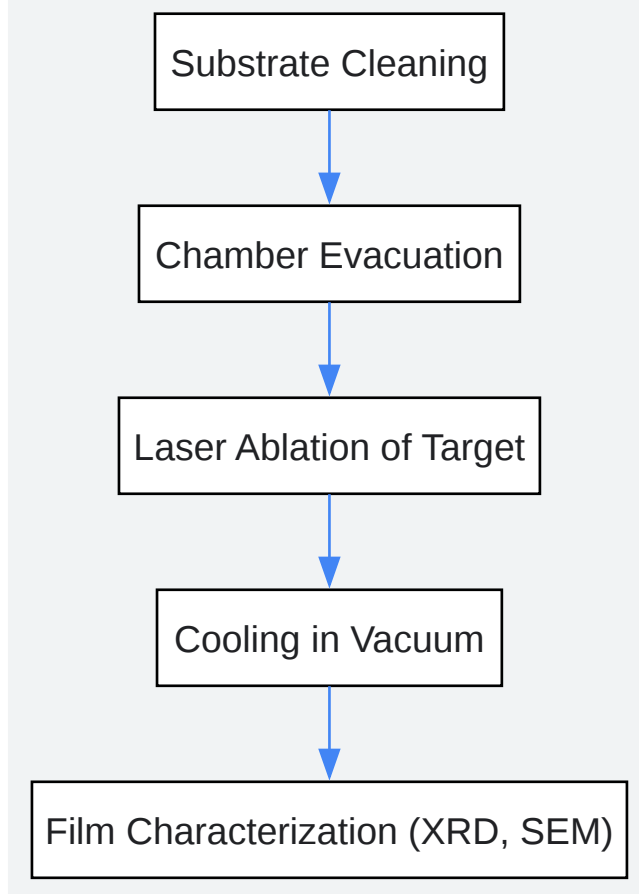 Substrate Cleaning
Chamber Evacuation
Laser Ablation of Target
Cooling in Vacuum
Film Characterization (XRD, SEM)